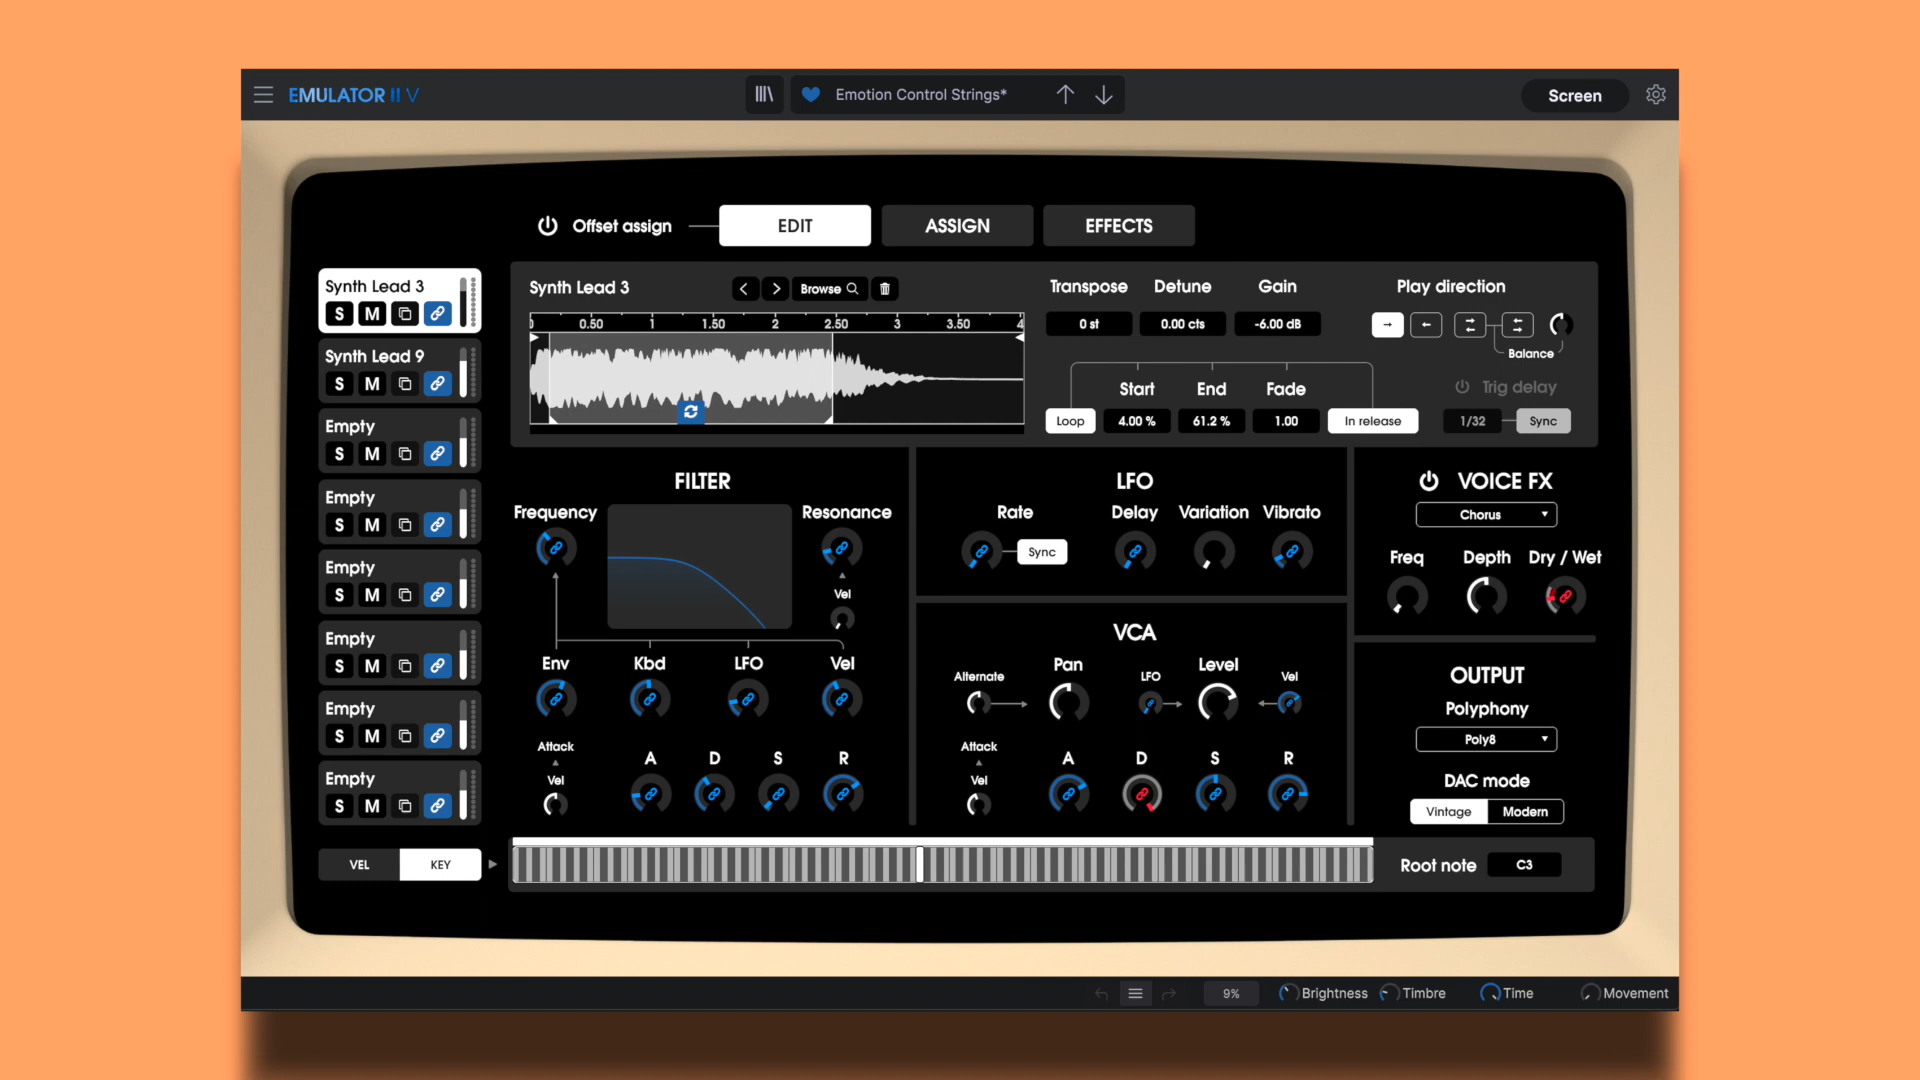 EMULATOR II V
Emotion Control Strings*
Screen
Offset assign
EDIT
ASSIGN
EFFECTS
Synth Lead 3
S M
Synth Lead 9
S M
Empty
S M
Empty
S M
Empty
S M
Empty
S M
Empty
S M
Empty
S M
VEL
KEY
Synth Lead 3
Browse
0 0.50 1 1.50 2 2.50 3 3.50 4
Transpose Detune Gain
0 st 0.00 cts -6.00 dB
Start End Fade
Loop 4.00 % 61.2 % 1.00 In release
Play direction
Balance
Trig delay
1/32 Sync
FILTER
Frequency
Resonance
Vel
Env Kbd LFO Vel
Attack
Vel
A D S R
LFO
Rate Delay Variation Vibrato
Sync
VCA
Alternate Pan LFO Level Vel
Attack
Vel
A D S R
VOICE FX
Chorus
Freq Depth Dry / Wet
OUTPUT
Polyphony
Poly8
DAC mode
Vintage Modern
Root note C3
9% Brightness Timbre Time Movement